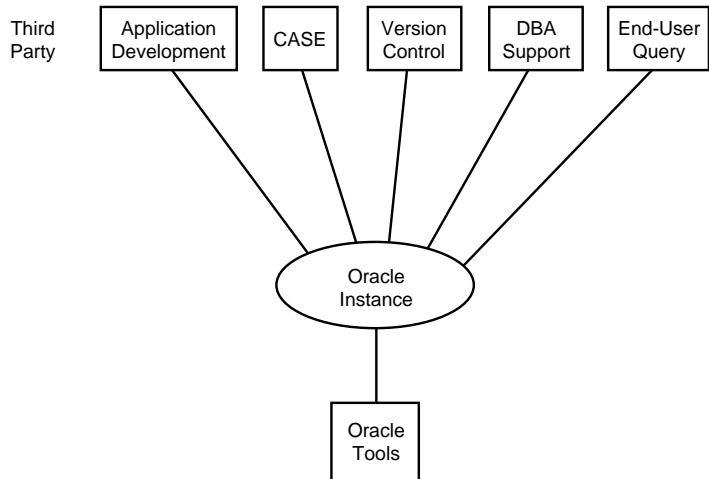 Third
Party
Application
Development
CASE
Version
Control
DBA
Support
End-User
Query
Oracle
Instance
Oracle
Tools